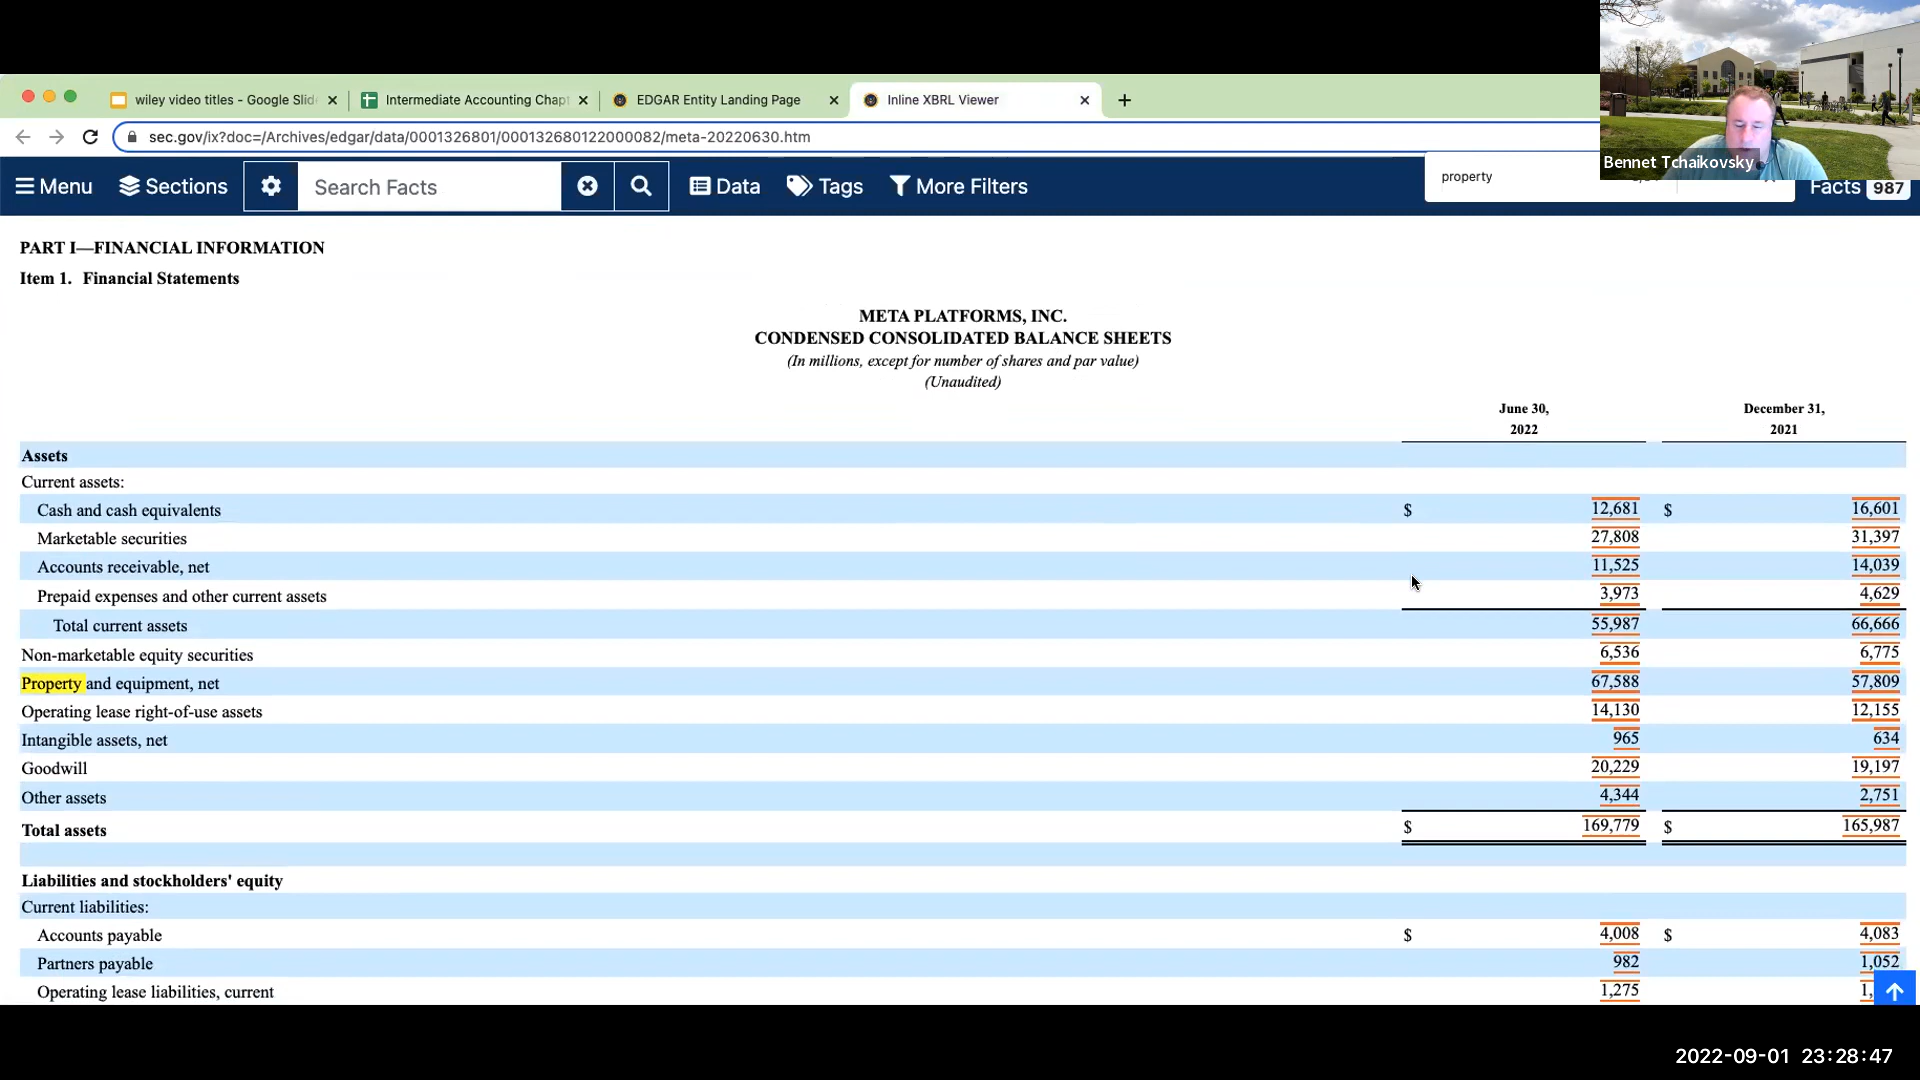 wiley video titles - Google Slid
Intermediate Accounting Chap
EDGAR Entity Landing Page
Inline XBRL Viewer
sec.gov/ix?doc=/Archives/edgar/data/0001326801/000132680122000082/meta-20220630.htm
Bennet Tchaikovsky
Menu Sections Search Facts Data Tags More Filters property Facts 987
PART I—FINANCIAL INFORMATION
Item 1. Financial Statements
META PLATFORMS, INC.
CONDENSED CONSOLIDATED BALANCE SHEETS
(In millions, except for number of shares and par value)
(Unaudited)
June 30, December 31,
2022 2021
Assets
Current assets:
Cash and cash equivalents $ 12,681 $ 16,601
Marketable securities 27,808 31,397
Accounts receivable, net 11,525 14,039
Prepaid expenses and other current assets 3,973 4,629
Total current assets 55,987 66,666
Non-marketable equity securities 6,536 6,775
Property and equipment, net 67,588 57,809
Operating lease right-of-use assets 14,130 12,155
Intangible assets, net 965 634
Goodwill 20,229 19,197
Other assets 4,344 2,751
Total assets $ 169,779 $ 165,987
Liabilities and stockholders' equity
Current liabilities:
Accounts payable $ 4,008 $ 4,083
Partners payable 982 1,052
Operating lease liabilities, current 1,275 1,
2022-09-01 23:28:47